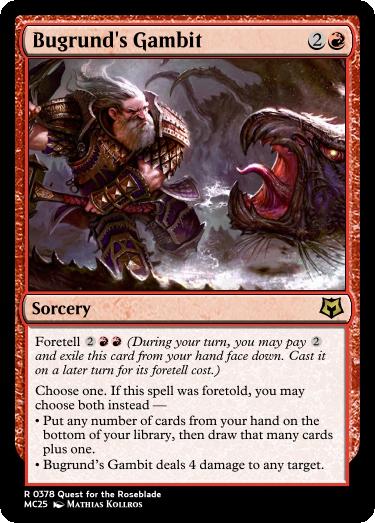 Bugrund's Gambit 2
Sorcery
Foretell 2 (During your turn, you may pay 2
and exile this card from your hand face down. Cast it
on a later turn for its foretell cost.)
Choose one. If this spell was foretold, you may
choose both instead —
• Put any number of cards from your hand on the
bottom of your library, then draw that many cards
plus one.
• Bugrund's Gambit deals 4 damage to any target.
R 0378 Quest for the Roseblade
MC25 Mathias Kollros